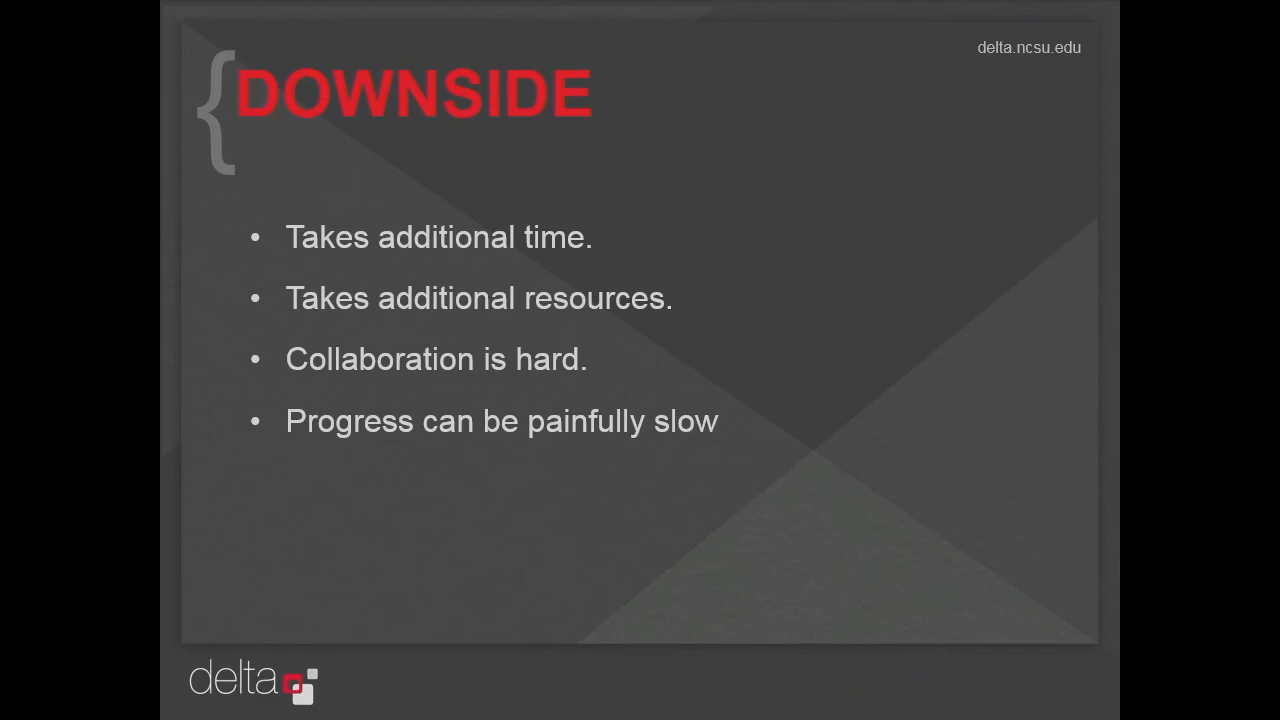 delta.ncsu.edu
{DOWNSIDE
• Takes additional time.
• Takes additional resources.
• Collaboration is hard.
• Progress can be painfully slow
delta